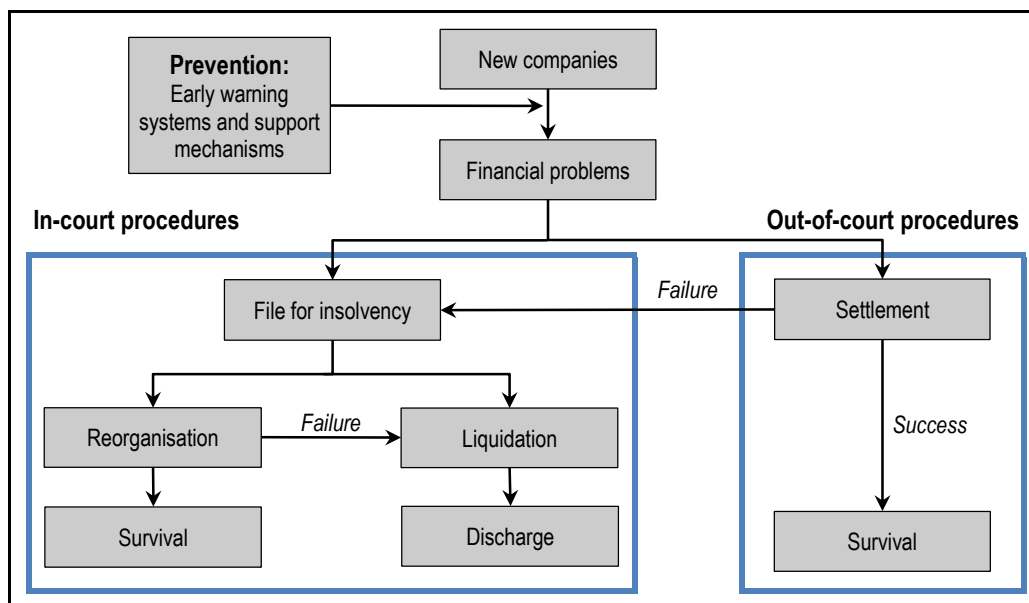 Prevention:
Early warning
systems and support
mechanisms
New companies
Financial problems
In-court procedures
Out-of-court procedures
File for insolvency
Failure
Settlement
Reorganisation
Failure
Liquidation
Success
Survival
Discharge
Survival